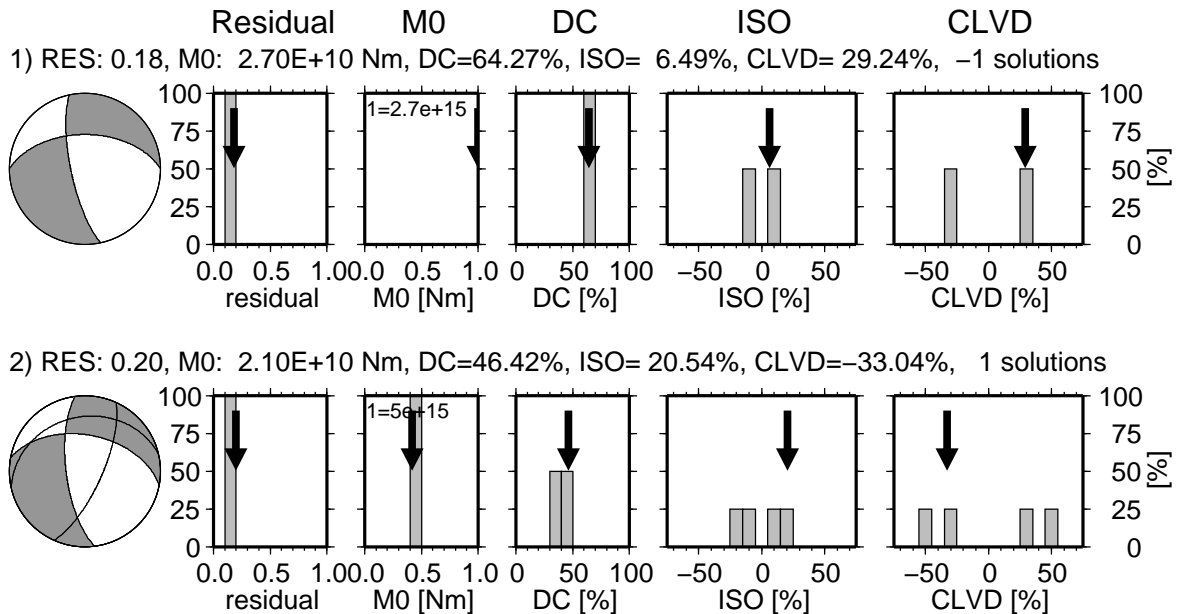 Residual M0 DC ISO CLVD
1) RES: 0.18, M0: 2.70E+10 Nm, DC=64.27%, ISO= 6.49%, CLVD= 29.24%, −1 solutions
100 75 50 25 0
1=2.7e+15
100 75 50 25 0
[%]
0.0 0.5 1.0 0.0 0.5 1.0 0 50 100 −50 0 50 −50 0 50
residual M0 [Nm] DC [%] ISO [%] CLVD [%]
2) RES: 0.20, M0: 2.10E+10 Nm, DC=46.42%, ISO= 20.54%, CLVD=−33.04%, 1 solutions
100 75 50 25 0
1=5e+15
100 75 50 25 0
[%]
0.0 0.5 1.0 0.0 0.5 1.0 0 50 100 −50 0 50 −50 0 50
residual M0 [Nm] DC [%] ISO [%] CLVD [%]